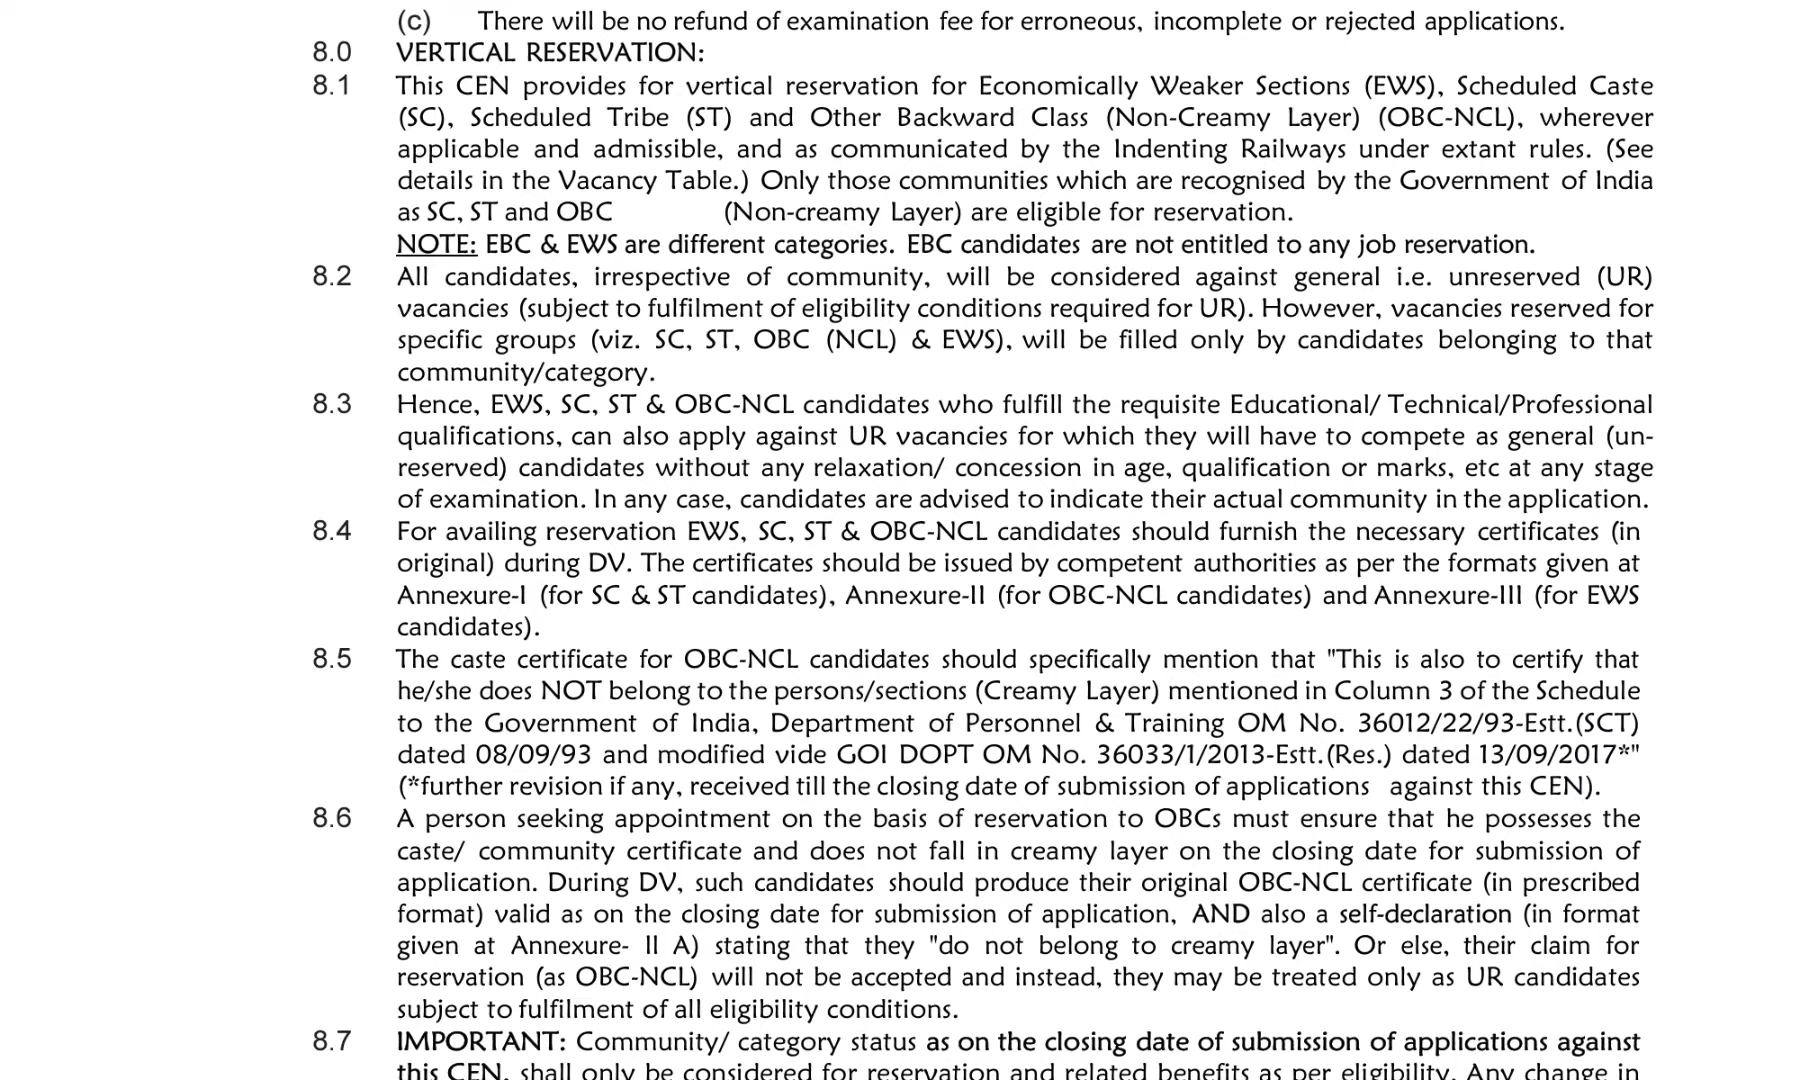 (c) There will be no refund of examination fee for erroneous, incomplete or rejected applications.
8.0 VERTICAL RESERVATION:
8.1 This CEN provides for vertical reservation for Economically Weaker Sections (EWS), Scheduled Caste
(SC), Scheduled Tribe (ST) and Other Backward Class (Non-Creamy Layer) (OBC-NCL), wherever
applicable and admissible, and as communicated by the Indenting Railways under extant rules. (See
details in the Vacancy Table.) Only those communities which are recognised by the Government of India
as SC, ST and OBC (Non-creamy Layer) are eligible for reservation.
NOTE: EBC & EWS are different categories. EBC candidates are not entitled to any job reservation.
8.2 All candidates, irrespective of community, will be considered against general i.e. unreserved (UR)
vacancies (subject to fulfilment of eligibility conditions required for UR). However, vacancies reserved for
specific groups (viz. SC, ST, OBC (NCL) & EWS), will be filled only by candidates belonging to that
community/category.
8.3 Hence, EWS, SC, ST & OBC-NCL candidates who fulfill the requisite Educational/ Technical/Professional
qualifications, can also apply against UR vacancies for which they will have to compete as general (un-
reserved) candidates without any relaxation/ concession in age, qualification or marks, etc at any stage
of examination. In any case, candidates are advised to indicate their actual community in the application.
8.4 For availing reservation EWS, SC, ST & OBC-NCL candidates should furnish the necessary certificates (in
original) during DV. The certificates should be issued by competent authorities as per the formats given at
Annexure-I (for SC & ST candidates), Annexure-II (for OBC-NCL candidates) and Annexure-III (for EWS
candidates).
8.5 The caste certificate for OBC-NCL candidates should specifically mention that "This is also to certify that
he/she does NOT belong to the persons/sections (Creamy Layer) mentioned in Column 3 of the Schedule
to the Government of India, Department of Personnel & Training OM No. 36012/22/93-Estt.(SCT)
dated 08/09/93 and modified vide GOI DOPT OM No. 36033/1/2013-Estt.(Res.) dated 13/09/2017*"
(*further revision if any, received till the closing date of submission of applications against this CEN).
8.6 A person seeking appointment on the basis of reservation to OBCs must ensure that he possesses the
caste/ community certificate and does not fall in creamy layer on the closing date for submission of
application. During DV, such candidates should produce their original OBC-NCL certificate (in prescribed
format) valid as on the closing date for submission of application, AND also a self-declaration (in format
given at Annexure- II A) stating that they "do not belong to creamy layer". Or else, their claim for
reservation (as OBC-NCL) will not be accepted and instead, they may be treated only as UR candidates
subject to fulfilment of all eligibility conditions.
8.7 IMPORTANT: Community/ category status as on the closing date of submission of applications against
this CEN, shall only be considered for reservation and related benefits as per eligibility. Any change in